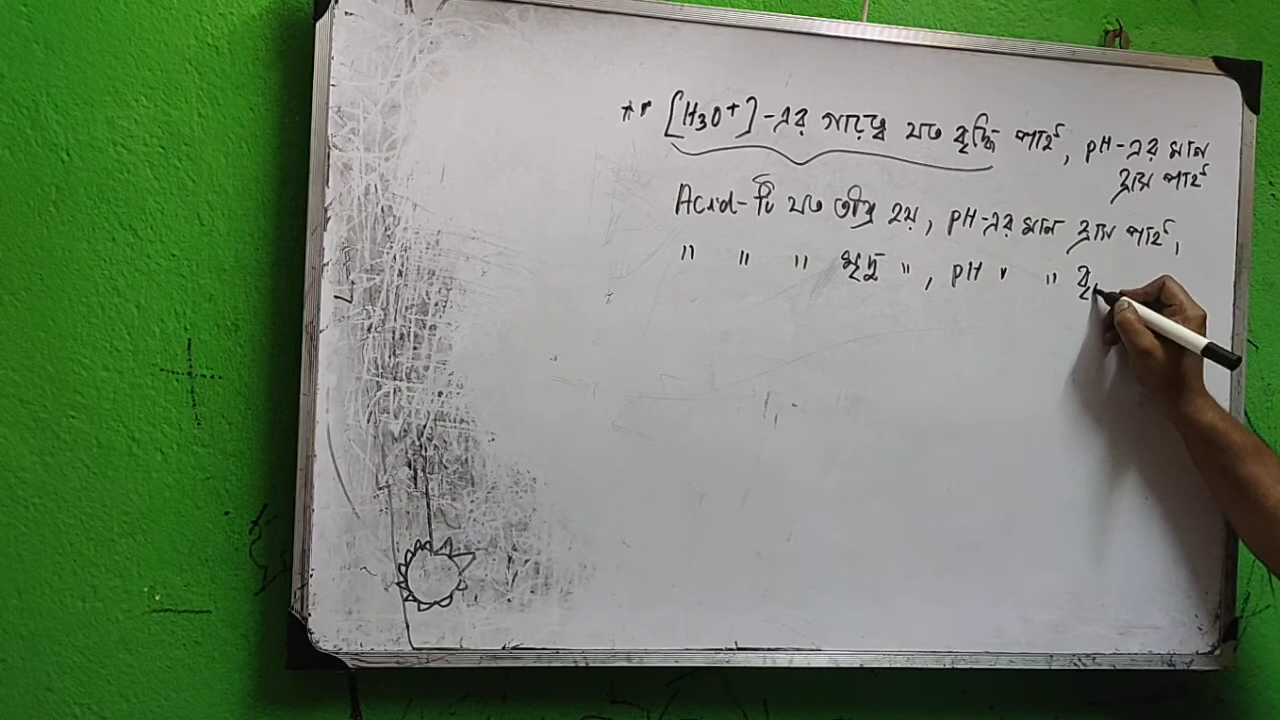 ** [H3O+]-এর গাঢ়ত্ব যত বৃদ্ধি পায়, pH-এর মান
হ্রাস পায়
Acid-টি যত তীব্র হয়, pH-এর মান হ্রাস পায়,
" " " মৃদু ", pH " " বৃ